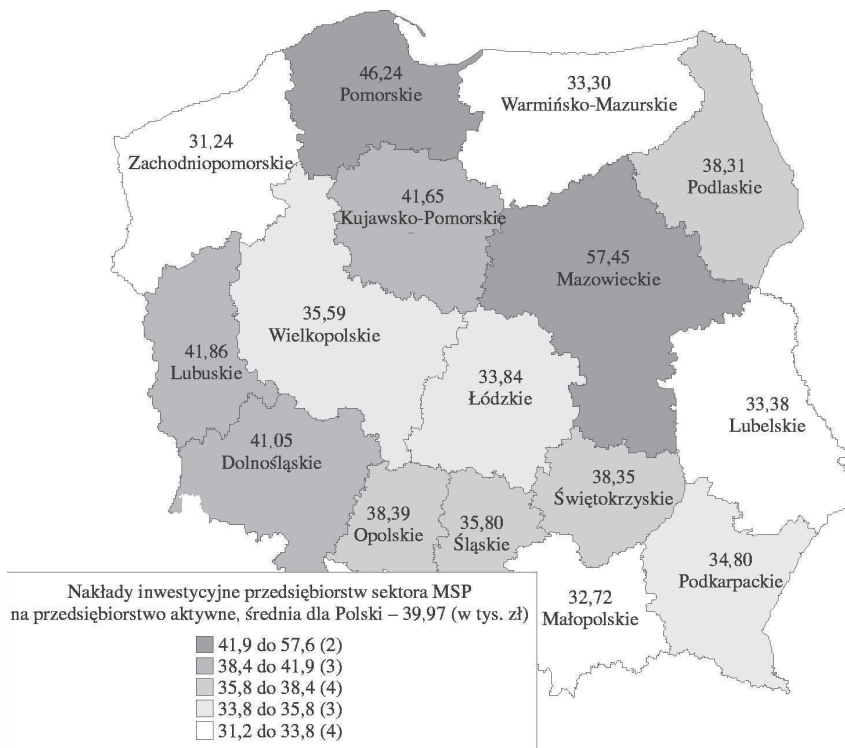 46,24
Pomorskie
33,30
Warmińsko-Mazurskie
31,24
Zachodniopomorskie
38,31
Podlaskie
41,65
Kujawsko-Pomorskie
57,45
Mazowieckie
35,59
Wielkopolskie
41,86
Lubuskie
33,84
Łódzkie
33,38
Lubelskie
41,05
Dolnośląskie
38,35
Świętokrzyskie
38,39
Opolskie
35,80
Śląskie
34,80
Podkarpackie
32,72
Małopolskie
Nakłady inwestycyjne przedsiębiorstw sektora MSP
na przedsiębiorstwo aktywne, średnia dla Polski – 39,97 (w tys. zł)
41,9 do 57,6 (2)
38,4 do 41,9 (3)
35,8 do 38,4 (4)
33,8 do 35,8 (3)
31,2 do 33,8 (4)